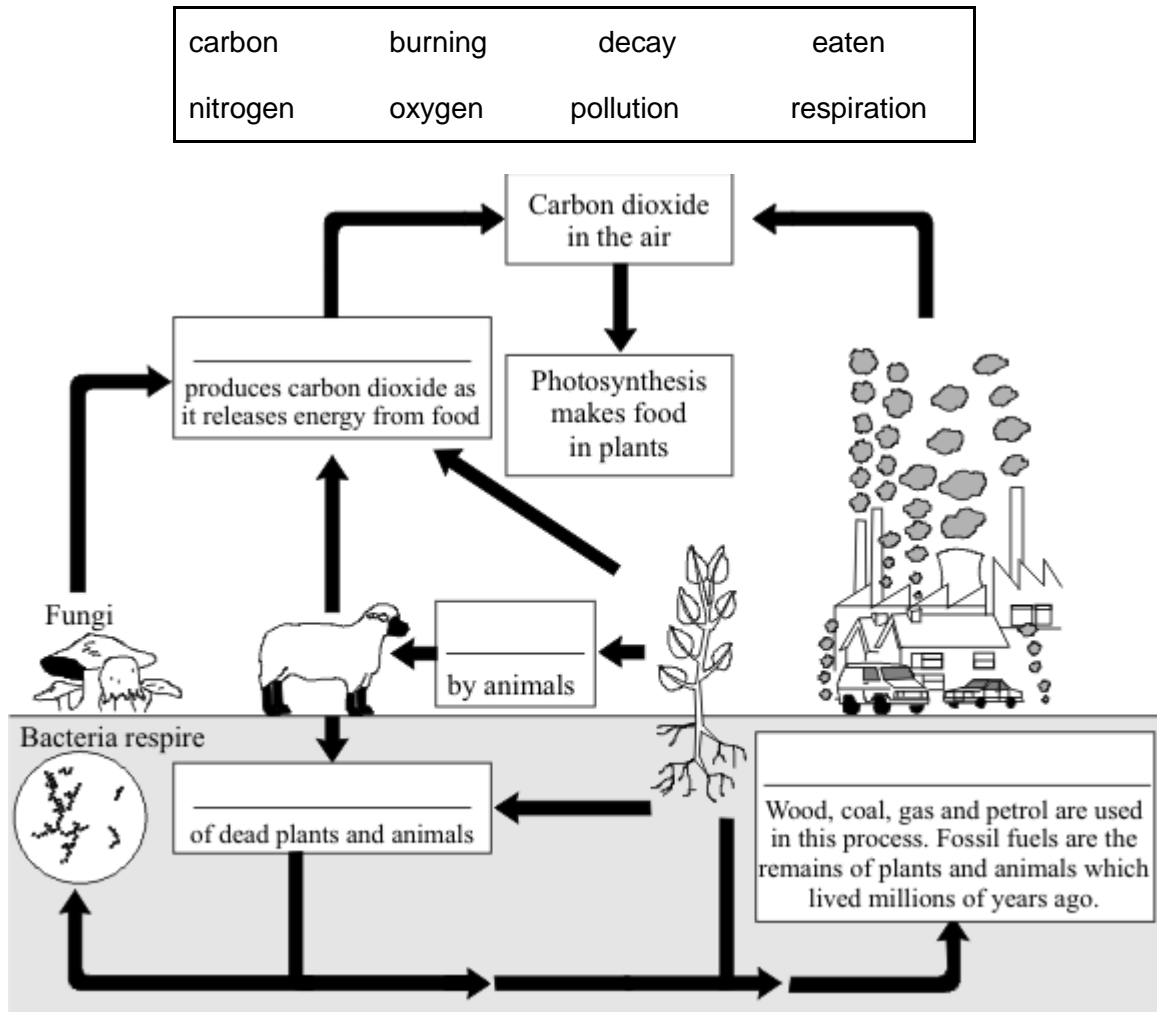 carbon burning decay eaten
nitrogen oxygen pollution respiration
Carbon dioxide
in the air
produces carbon dioxide as
it releases energy from food
Photosynthesis
makes food
in plants
Fungi
by animals
Bacteria respire
of dead plants and animals
Wood, coal, gas and petrol are used
in this process. Fossil fuels are the
remains of plants and animals which
lived millions of years ago.